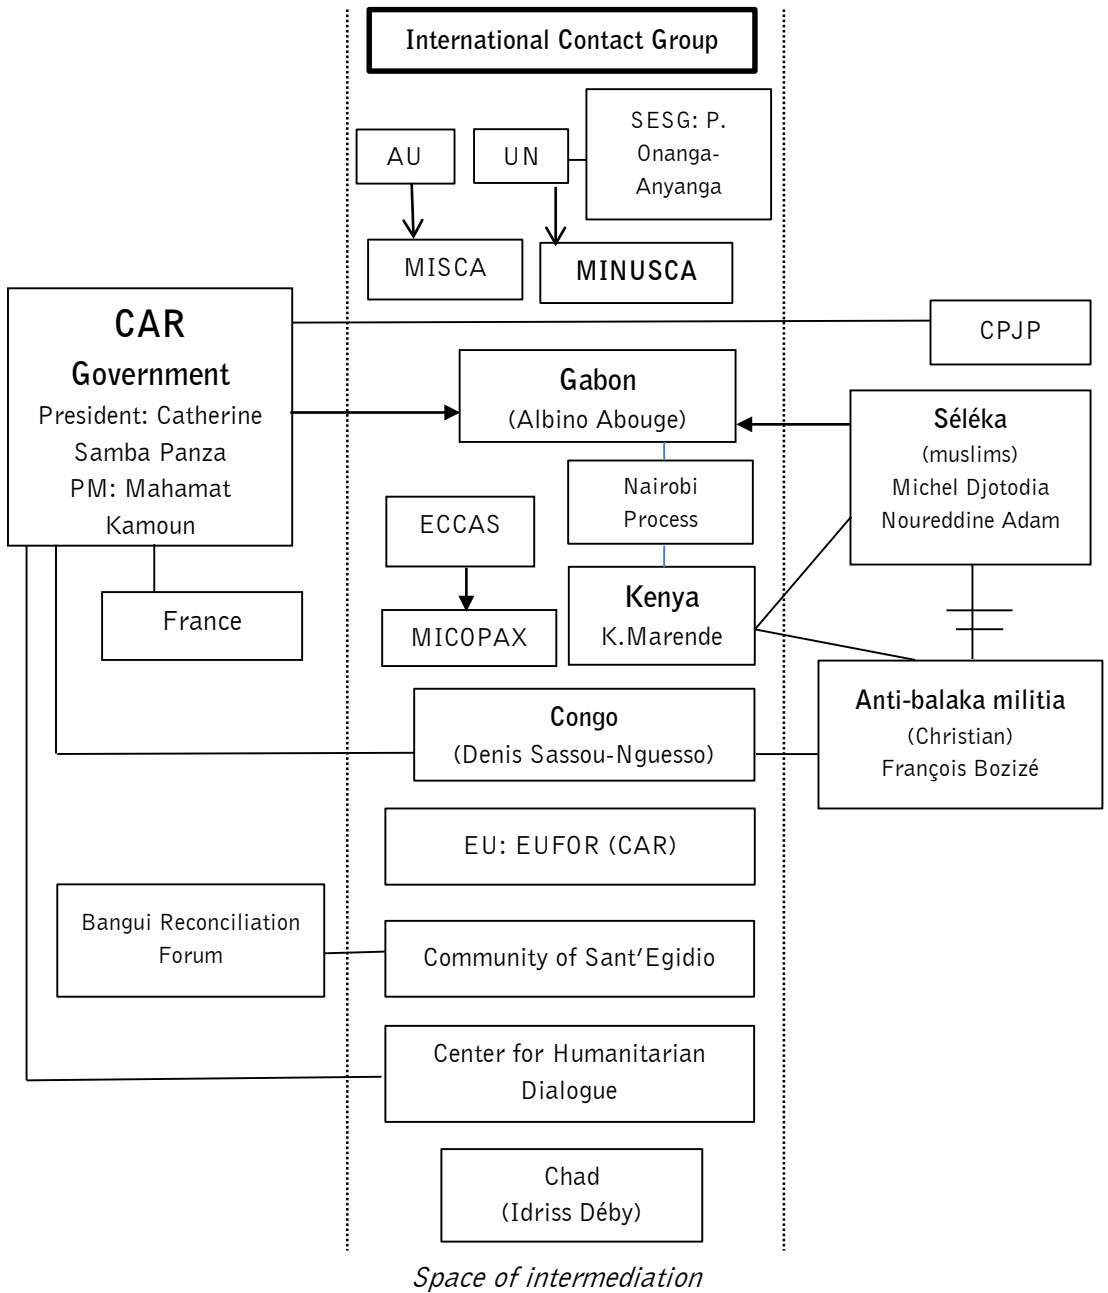 International Contact Group
SESG: P.
Onanga-
Anyanga
AU
UN
MISCA
MINUSCA
CAR
Government
President: Catherine
Samba Panza
PM: Mahamat
Kamoun
CPJP
Gabon
(Albino Abouge)
Séléka
(muslims)
Michel Djotodia
Noureddine Adam
Nairobi
Process
ECCAS
Kenya
K.Marende
France
MICOPAX
Congo
(Denis Sassou-Nguesso)
Anti-balaka militia
(Christian)
François Bozizé
EU: EUFOR (CAR)
Bangui Reconciliation
Forum
Community of Sant’Egidio
Center for Humanitarian
Dialogue
Chad
(Idriss Déby)
Space of intermediation